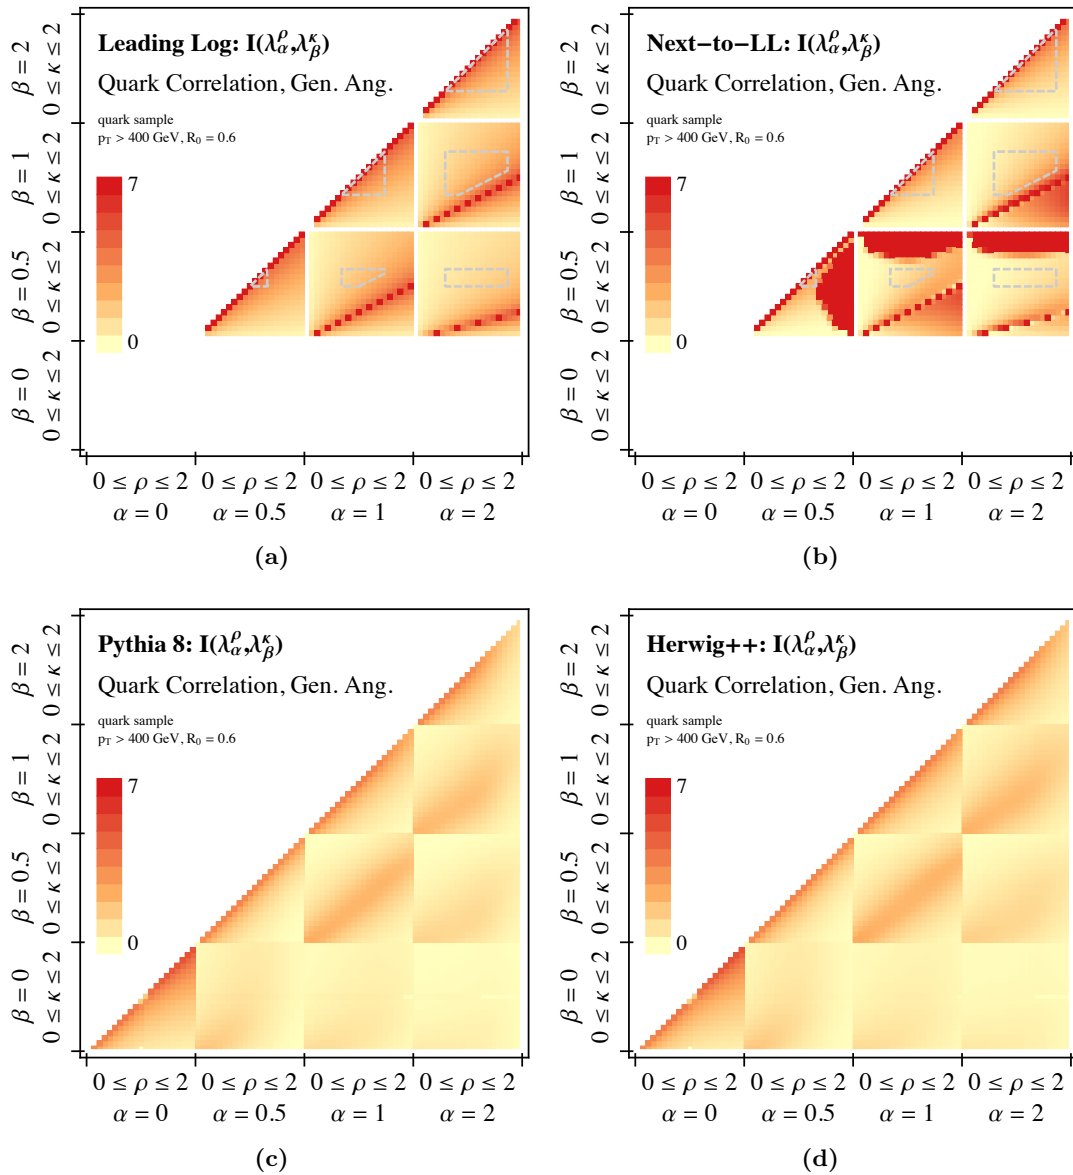 Leading Log: I(λ_α^ρ,λ_β^κ)
Quark Correlation, Gen. Ang.
quark sample
p_T > 400 GeV, R_0 = 0.6
7
0
β = 2
0 ≤ κ ≤ 2
β = 1
0 ≤ κ ≤ 2
β = 0.5
0 ≤ κ ≤ 2
β = 0
0 ≤ κ ≤ 2
0 ≤ ρ ≤ 2 0 ≤ ρ ≤ 2 0 ≤ ρ ≤ 2 0 ≤ ρ ≤ 2
α = 0 α = 0.5 α = 1 α = 2
(a)
Next−to−LL: I(λ_α^ρ,λ_β^κ)
Quark Correlation, Gen. Ang.
quark sample
p_T > 400 GeV, R_0 = 0.6
7
0
β = 2
0 ≤ κ ≤ 2
β = 1
0 ≤ κ ≤ 2
β = 0.5
0 ≤ κ ≤ 2
β = 0
0 ≤ κ ≤ 2
0 ≤ ρ ≤ 2 0 ≤ ρ ≤ 2 0 ≤ ρ ≤ 2 0 ≤ ρ ≤ 2
α = 0 α = 0.5 α = 1 α = 2
(b)
Pythia 8: I(λ_α^ρ,λ_β^κ)
Quark Correlation, Gen. Ang.
quark sample
p_T > 400 GeV, R_0 = 0.6
7
0
β = 2
0 ≤ κ ≤ 2
β = 1
0 ≤ κ ≤ 2
β = 0.5
0 ≤ κ ≤ 2
β = 0
0 ≤ κ ≤ 2
0 ≤ ρ ≤ 2 0 ≤ ρ ≤ 2 0 ≤ ρ ≤ 2 0 ≤ ρ ≤ 2
α = 0 α = 0.5 α = 1 α = 2
(c)
Herwig++: I(λ_α^ρ,λ_β^κ)
Quark Correlation, Gen. Ang.
quark sample
p_T > 400 GeV, R_0 = 0.6
7
0
β = 2
0 ≤ κ ≤ 2
β = 1
0 ≤ κ ≤ 2
β = 0.5
0 ≤ κ ≤ 2
β = 0
0 ≤ κ ≤ 2
0 ≤ ρ ≤ 2 0 ≤ ρ ≤ 2 0 ≤ ρ ≤ 2 0 ≤ ρ ≤ 2
α = 0 α = 0.5 α = 1 α = 2
(d)